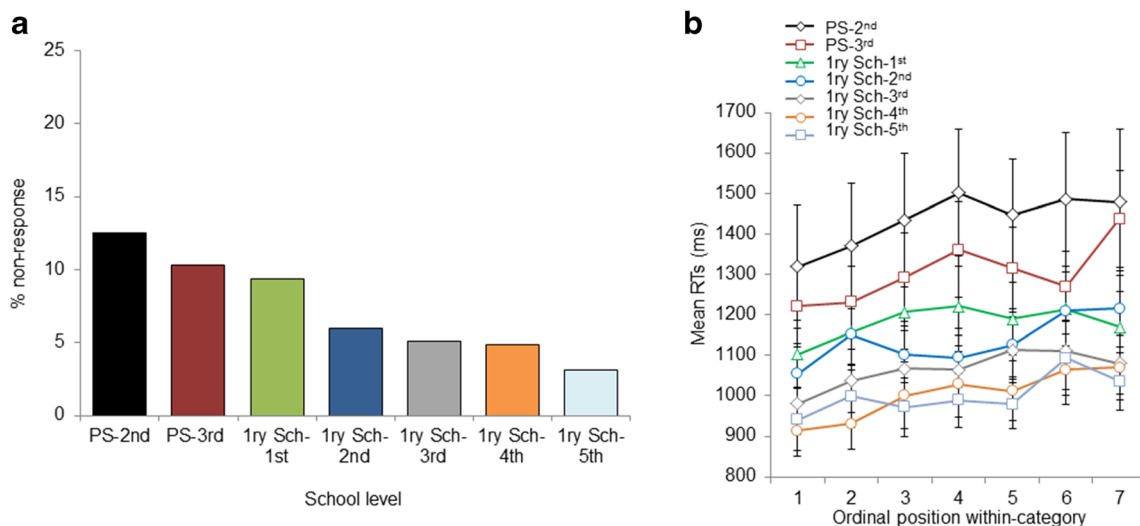 a
25
20
15
10
5
0
% non-response
PS-2nd
PS-3rd
1ry Sch-
1st
1ry Sch-
2nd
1ry Sch-
3rd
1ry Sch-
4th
1ry Sch-
5th
School level
b
PS-2nd
PS-3rd
1ry Sch-1st
1ry Sch-2nd
1ry Sch-3rd
1ry Sch-4th
1ry Sch-5th
1700
1600
1500
1400
1300
1200
1100
1000
900
800
Mean RTs (ms)
1 2 3 4 5 6 7
Ordinal position within-category